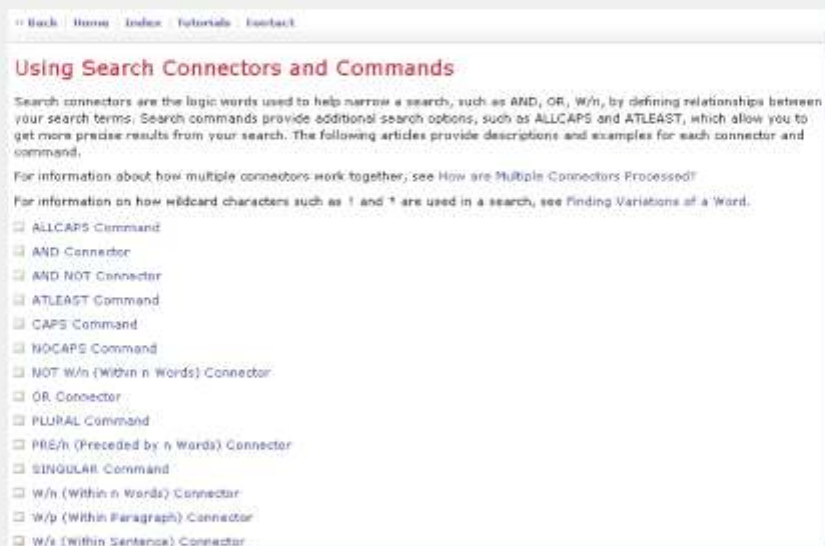 « Back Home Index Tutorials Contact
Using Search Connectors and Commands
Search connectors are the logic words used to help narrow a search, such as AND, OR, W/n, by defining relationships between
your search terms. Search commands provide additional search options, such as ALLCAPS and ATLEAST, which allow you to
get more precise results from your search. The following articles provide descriptions and examples for each connector and
command.
For information about how multiple connectors work together, see How are Multiple Connectors Processed?
For information on how wildcard characters such as ! and * are used in a search, see Finding Variations of a Word.
ALLCAPS Command
AND Connector
AND NOT Connector
ATLEAST Command
CAPS Command
NOCAPS Command
NOT W/n (Within n Words) Connector
OR Connector
PLURAL Command
PRE/n (Preceded by n Words) Connector
SINGULAR Command
W/n (Within n Words) Connector
W/p (Within Paragraph) Connector
W/s (Within Sentence) Connector